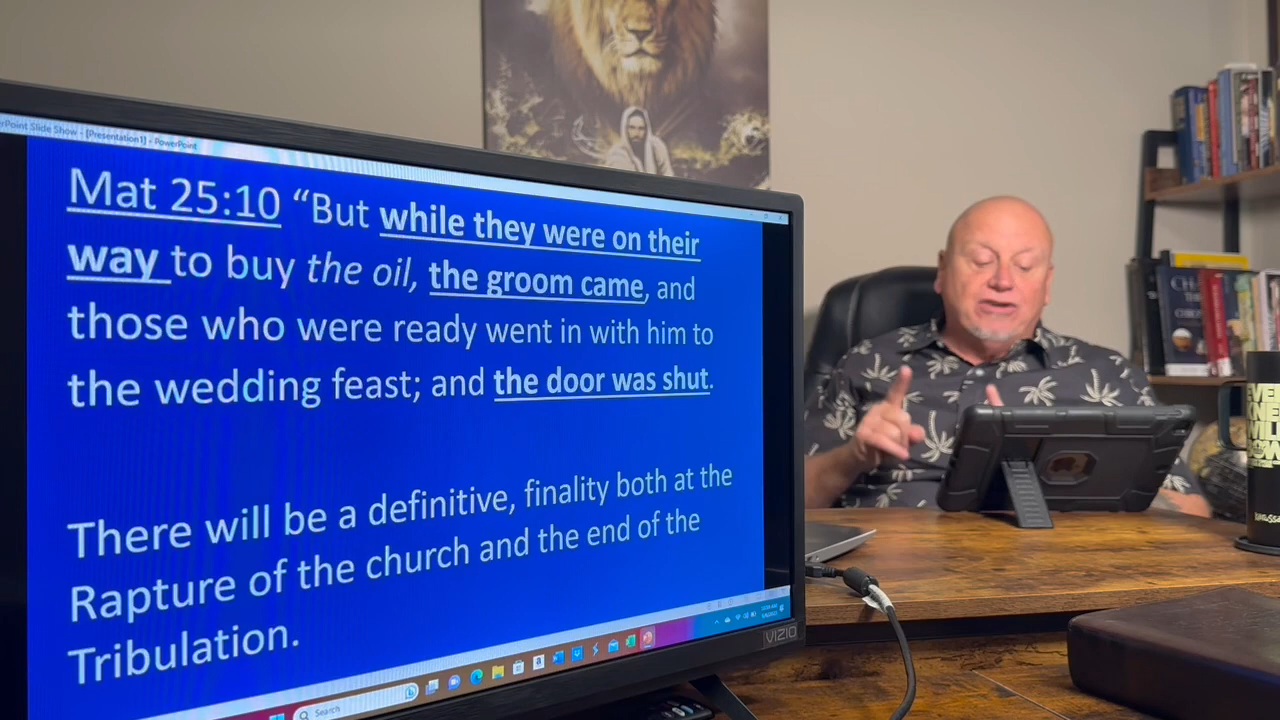 PowerPoint Slide Show - [Presentation1] - PowerPoint
Mat 25:10 “But while they were on their
way to buy the oil, the groom came, and
those who were ready went in with him to
the wedding feast; and the door was shut.
There will be a definitive, finality both at the
Rapture of the church and the end of the
Tribulation.
Search
VIZIO